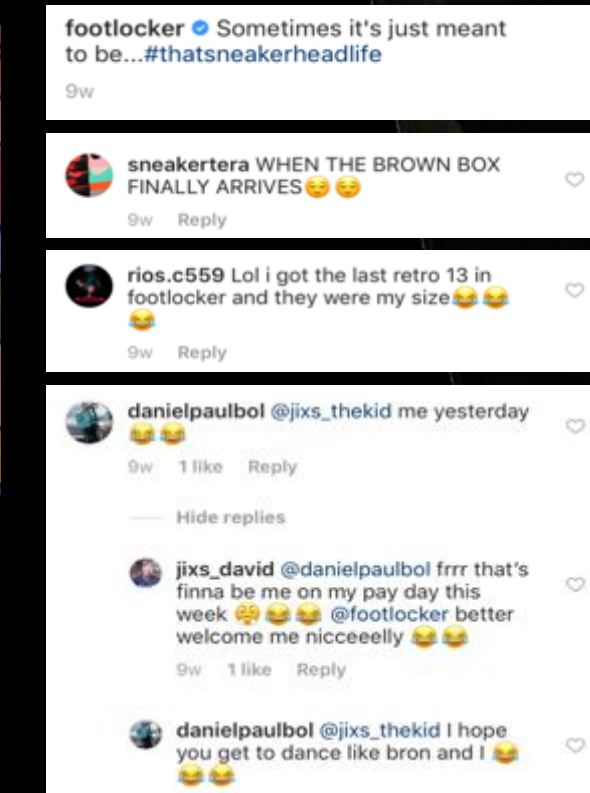 footlocker Sometimes it's just meant
to be...#thatsneakerheadlife
9w
sneakertera WHEN THE BROWN BOX
FINALLY ARRIVES😌😌
9w Reply
rios.c559 Lol i got the last retro 13 in
footlocker and they were my size😂😂
😂
9w Reply
danielpaulbol @jixs_thekid me yesterday
😂😂
9w 1 like Reply
Hide replies
jixs_david @danielpaulbol frrr that's
finna be me on my pay day this
week 😤😂😂 @footlocker better
welcome me nicceeelly😂😂
9w 1 like Reply
danielpaulbol @jixs_thekid I hope
you get to dance like bron and I 😂
😂😂